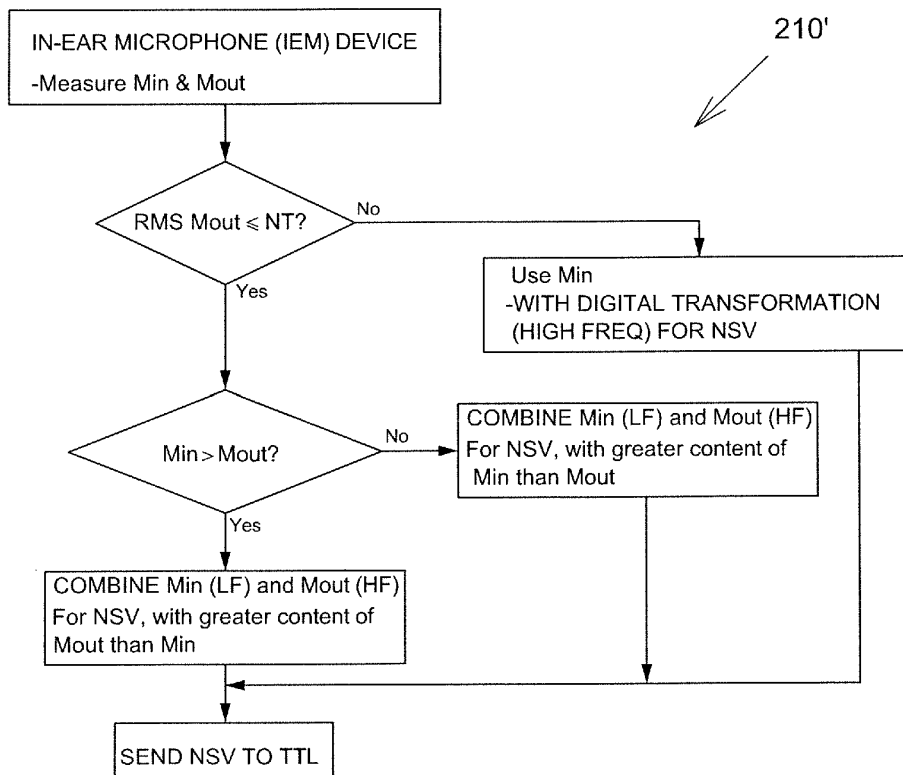 210'
IN-EAR MICROPHONE (IEM) DEVICE
-Measure Min & Mout
RMS Mout ⩽ NT?
No
Yes
Use Min
-WITH DIGITAL TRANSFORMATION
(HIGH FREQ) FOR NSV
Min > Mout?
No
Yes
COMBINE Min (LF) and Mout (HF)
For NSV, with greater content of
Min than Mout
COMBINE Min (LF) and Mout (HF)
For NSV, with greater content of
Mout than Min
SEND NSV TO TTL